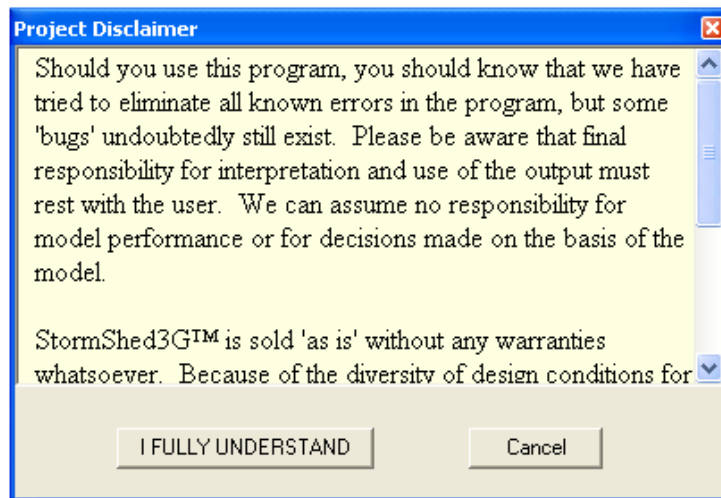 Project Disclaimer
Should you use this program, you should know that we have
tried to eliminate all known errors in the program, but some
'bugs' undoubtedly still exist.  Please be aware that final
responsibility for interpretation and use of the output must
rest with the user.  We can assume no responsibility for
model performance or for decisions made on the basis of the
model.
StormShed3G™ is sold 'as is' without any warranties
whatsoever.  Because of the diversity of design conditions for
I FULLY UNDERSTAND
Cancel